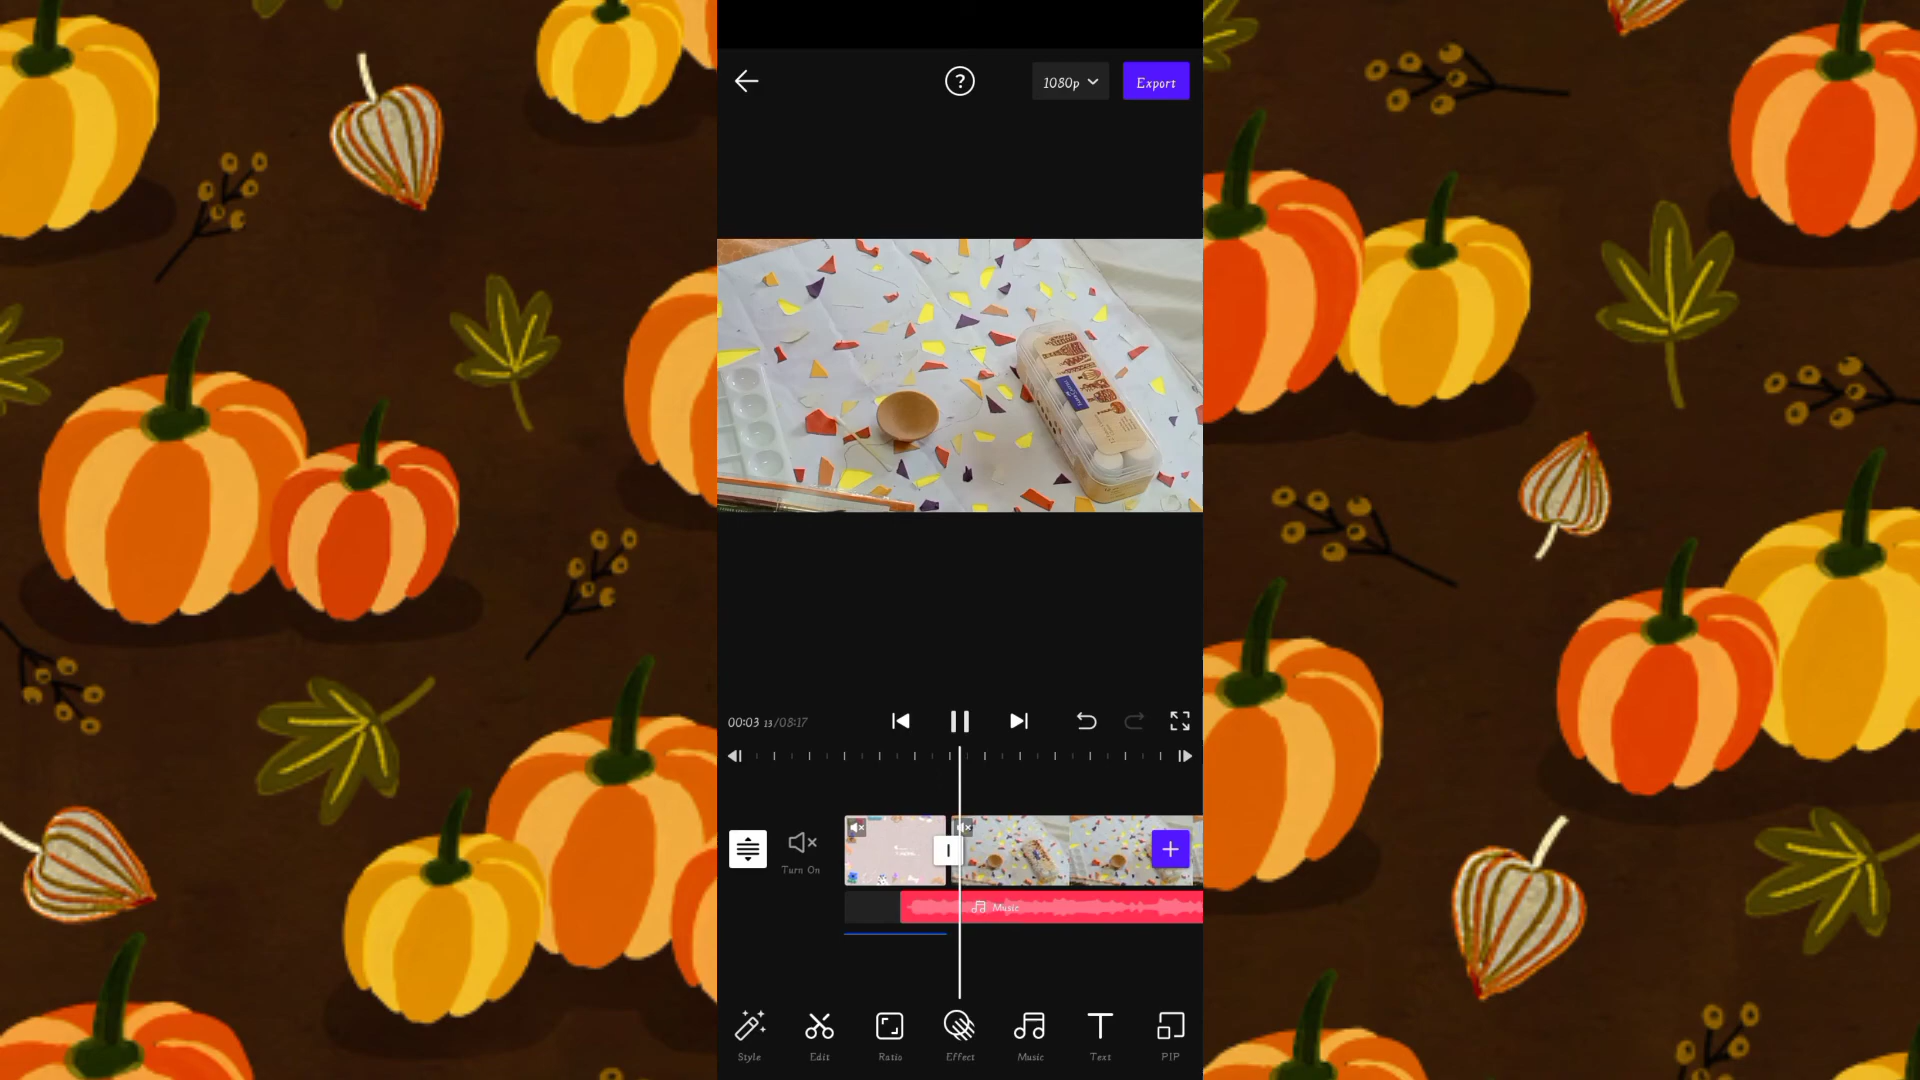 ?
1080p
Export
00:03 13/08:17
Turn On
Music
Style
Edit
Ratio
Effect
Music
Text
PIP